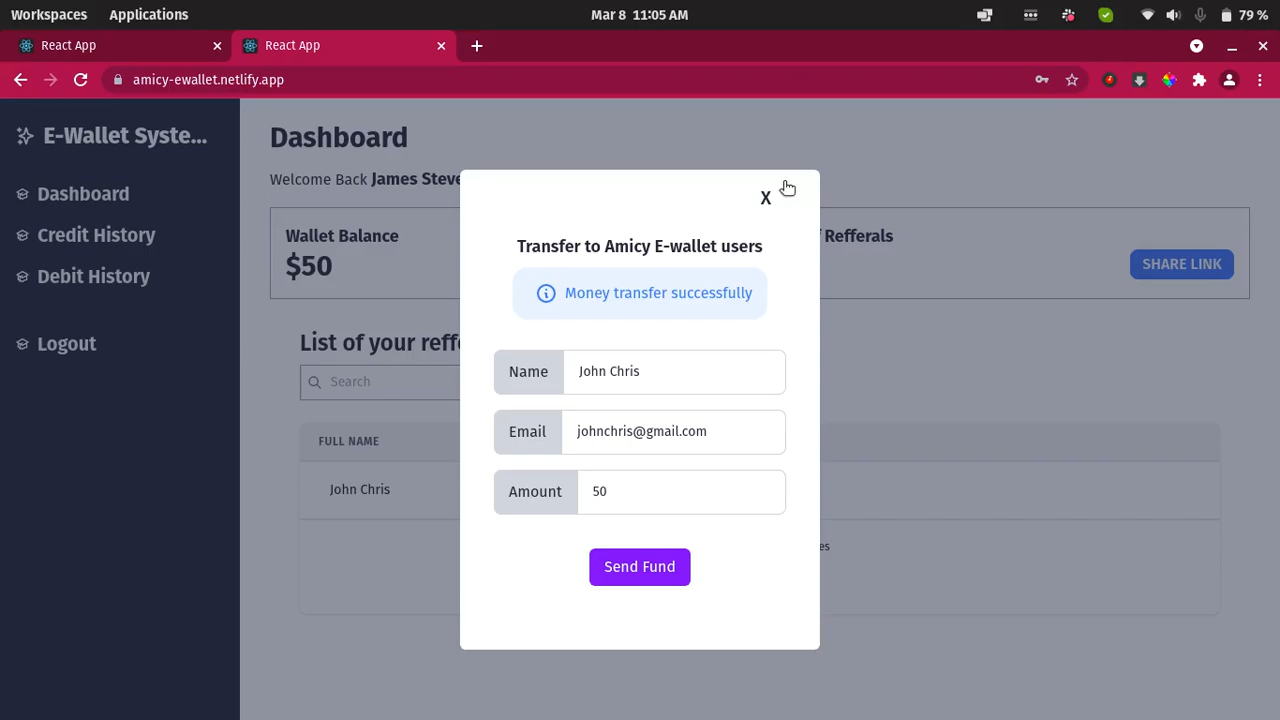 Workspaces Applications Mar 8 11:05 AM 79 %
React App React App
amicy-ewallet.netlify.app
E-Wallet Syste...
Dashboard
Credit History
Debit History
Logout
Dashboard
Welcome Back James Steve
Wallet Balance
$50
Refferals
SHARE LINK
List of your reffe
Search
FULL NAME
John Chris
X
Transfer to Amicy E-wallet users
Money transfer successfully
Name John Chris
Email johnchris@gmail.com
Amount 50
Send Fund